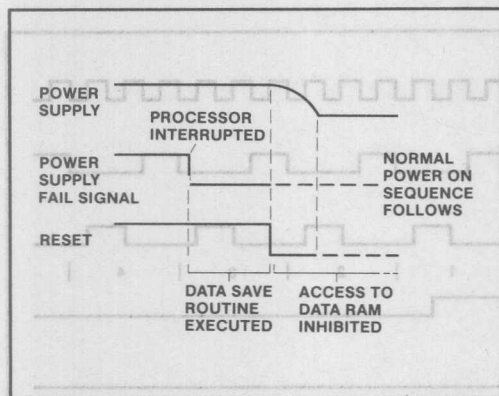 POWER
SUPPLY
PROCESSOR
INTERRUPTED
POWER
SUPPLY
FAIL SIGNAL
NORMAL
POWER ON
SEQUENCE
FOLLOWS
RESET
DATA SAVE
ROUTINE
EXECUTED
ACCESS TO
DATA RAM
INHIBITED